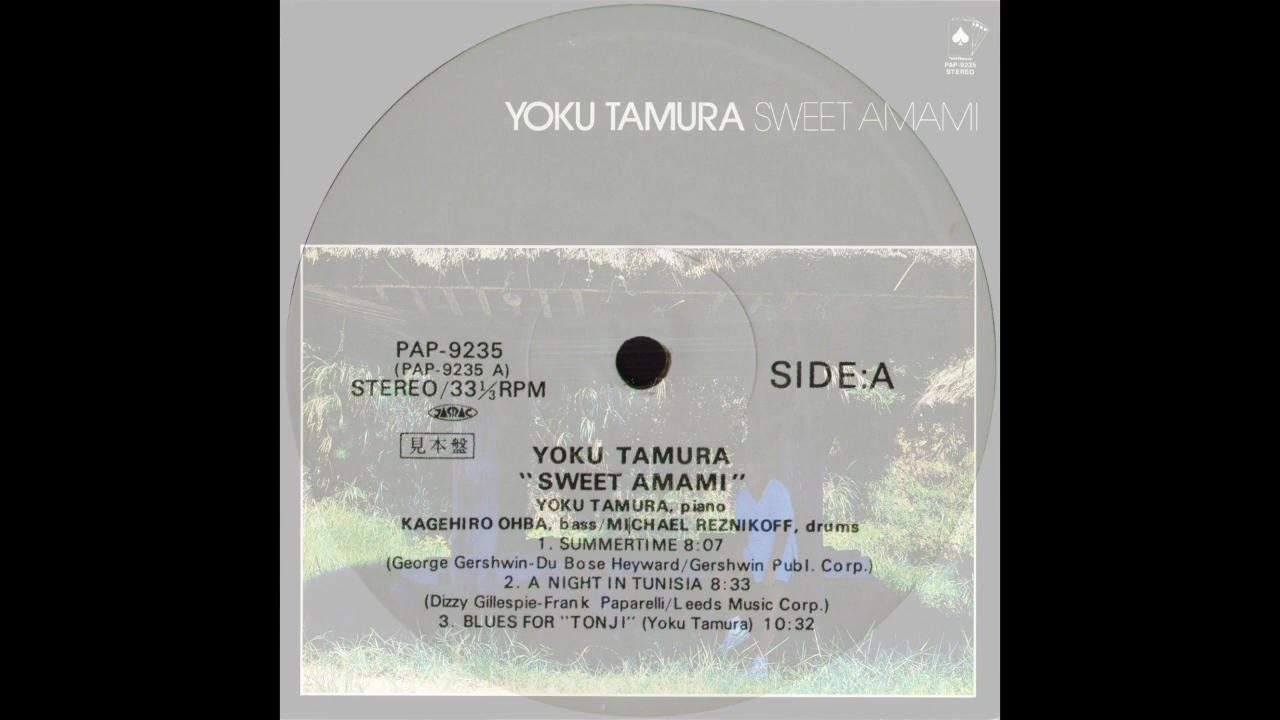 PAP-9235
STEREO
YOKU TAMURA SWEET AMAMI
PAP-9235
(PAP-9235 A)
STEREO/33⅓RPM
JASRAC
見本盤
SIDE:A
YOKU TAMURA
"SWEET AMAMI"
YOKU TAMURA, piano
KAGEHIRO OHBA, bass/MICHAEL REZNIKOFF, drums
1. SUMMERTIME 8:07
(George Gershwin-Du Bose Heyward/Gershwin Publ. Corp.)
2. A NIGHT IN TUNISIA 8:33
(Dizzy Gillespie-Frank Paparelli/Leeds Music Corp.)
3. BLUES FOR "TONJI" (Yoku Tamura) 10:32